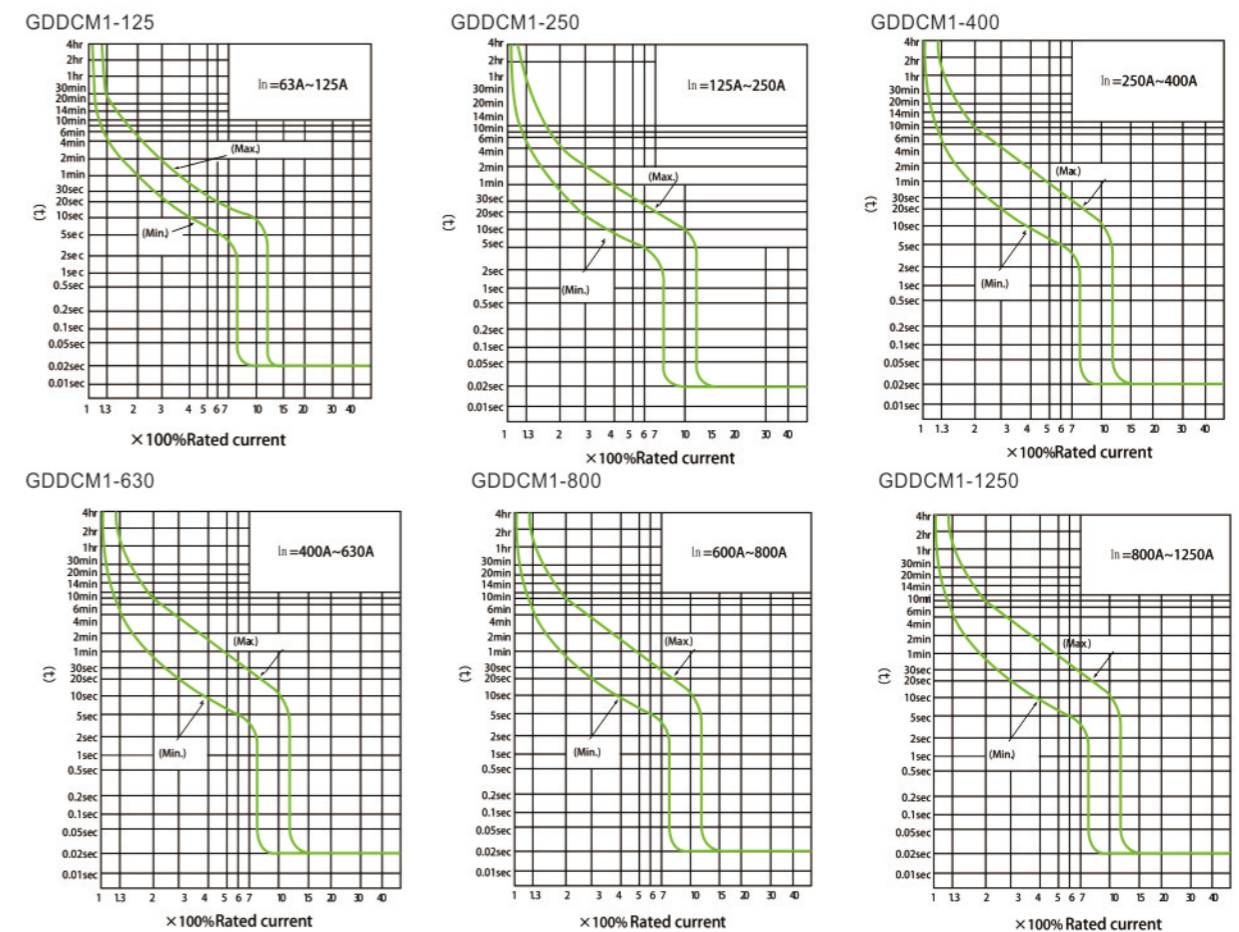 GDDCM1-125
4hr
2hr
1hr
30min
20min
14min
10min
6min
4min
2min
1min
30sec
20sec
10sec
5sec
2sec
1sec
0.5sec
0.2sec
0.1sec
0.05sec
0.02sec
0.01sec
(t)
In=63A~125A
(Max.)
(Min.)
1 1.3 2 3 4 5 6 7 10 15 20 30 40
×100%Rated current
GDDCM1-250
4hr
2hr
1hr
30min
20min
14min
10min
6min
4min
2min
1min
30sec
20sec
10sec
5sec
2sec
1sec
0.5sec
0.2sec
0.1sec
0.05sec
0.02sec
0.01sec
(t)
In=125A~250A
(Max.)
(Min.)
1 1.3 2 3 4 5 6 7 10 15 20 30 40
×100%Rated current
GDDCM1-400
4hr
2hr
1hr
30min
20min
14min
10min
6min
4min
2min
1min
30sec
20sec
10sec
5sec
2sec
1sec
0.5sec
0.2sec
0.1sec
0.05sec
0.02sec
0.01sec
(t)
In=250A~400A
(Max.)
(Min.)
1 1.3 2 3 4 5 6 7 10 15 20 30 40
×100%Rated current
GDDCM1-630
4hr
2hr
1hr
30min
20min
14min
10min
6min
4min
2min
1min
30sec
20sec
10sec
5sec
2sec
1sec
0.5sec
0.2sec
0.1sec
0.05sec
0.02sec
0.01sec
(t)
In=400A~630A
(Max.)
(Min.)
1 1.3 2 3 4 5 6 7 10 15 20 30 40
×100%Rated current
GDDCM1-800
4hr
2hr
1hr
30min
20min
14min
10min
6min
4min
2min
1min
30sec
20sec
10sec
5sec
2sec
1sec
0.5sec
0.2sec
0.1sec
0.05sec
0.02sec
0.01sec
(t)
In=600A~800A
(Max.)
(Min.)
1 1.3 2 3 4 5 6 7 10 15 20 30 40
×100%Rated current
GDDCM1-1250
4hr
2hr
1hr
30min
20min
14min
10min
6min
4min
2min
1min
30sec
20sec
10sec
5sec
2sec
1sec
0.5sec
0.2sec
0.1sec
0.05sec
0.02sec
0.01sec
(t)
In=800A~1250A
(Max.)
(Min.)
1 1.3 2 3 4 5 6 7 10 15 20 30 40
×100%Rated current